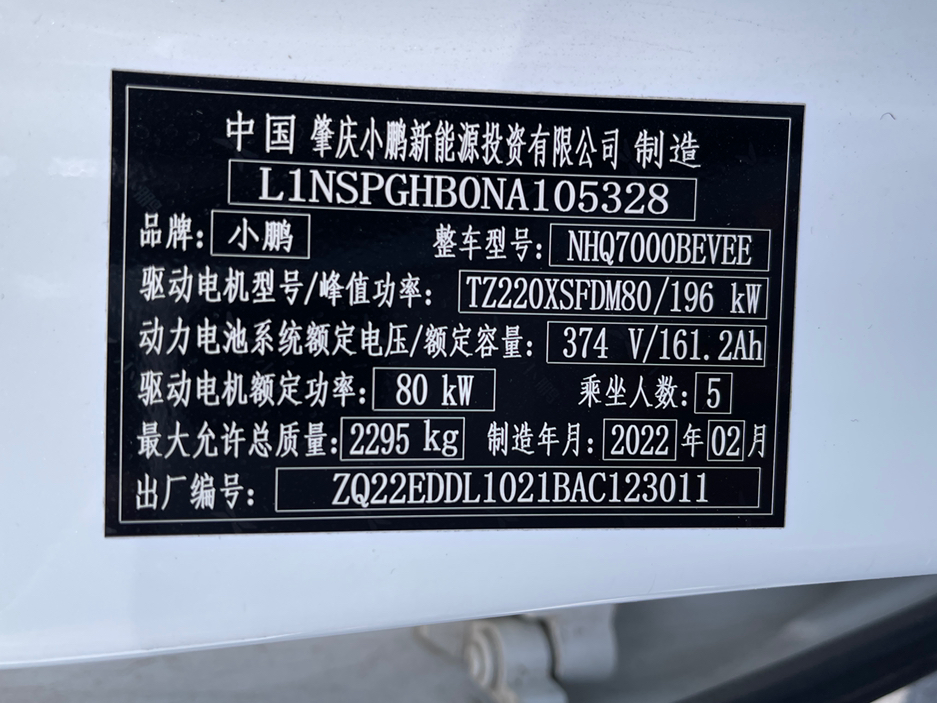 中国 肇庆小鹏新能源投资有限公司 制造
L1NSPGHB0NA105328
品牌: 小鹏 整车型号: NHQ7000BEVEE
驱动电机型号/峰值功率: TZ220XSFDM80/196 kW
动力电池系统额定电压/额定容量: 374 V/161.2Ah
驱动电机额定功率: 80 kW 乘坐人数: 5
最大允许总质量: 2295 kg 制造年月: 2022 年 02 月
出厂编号: ZQ22EDDL1021BAC123011